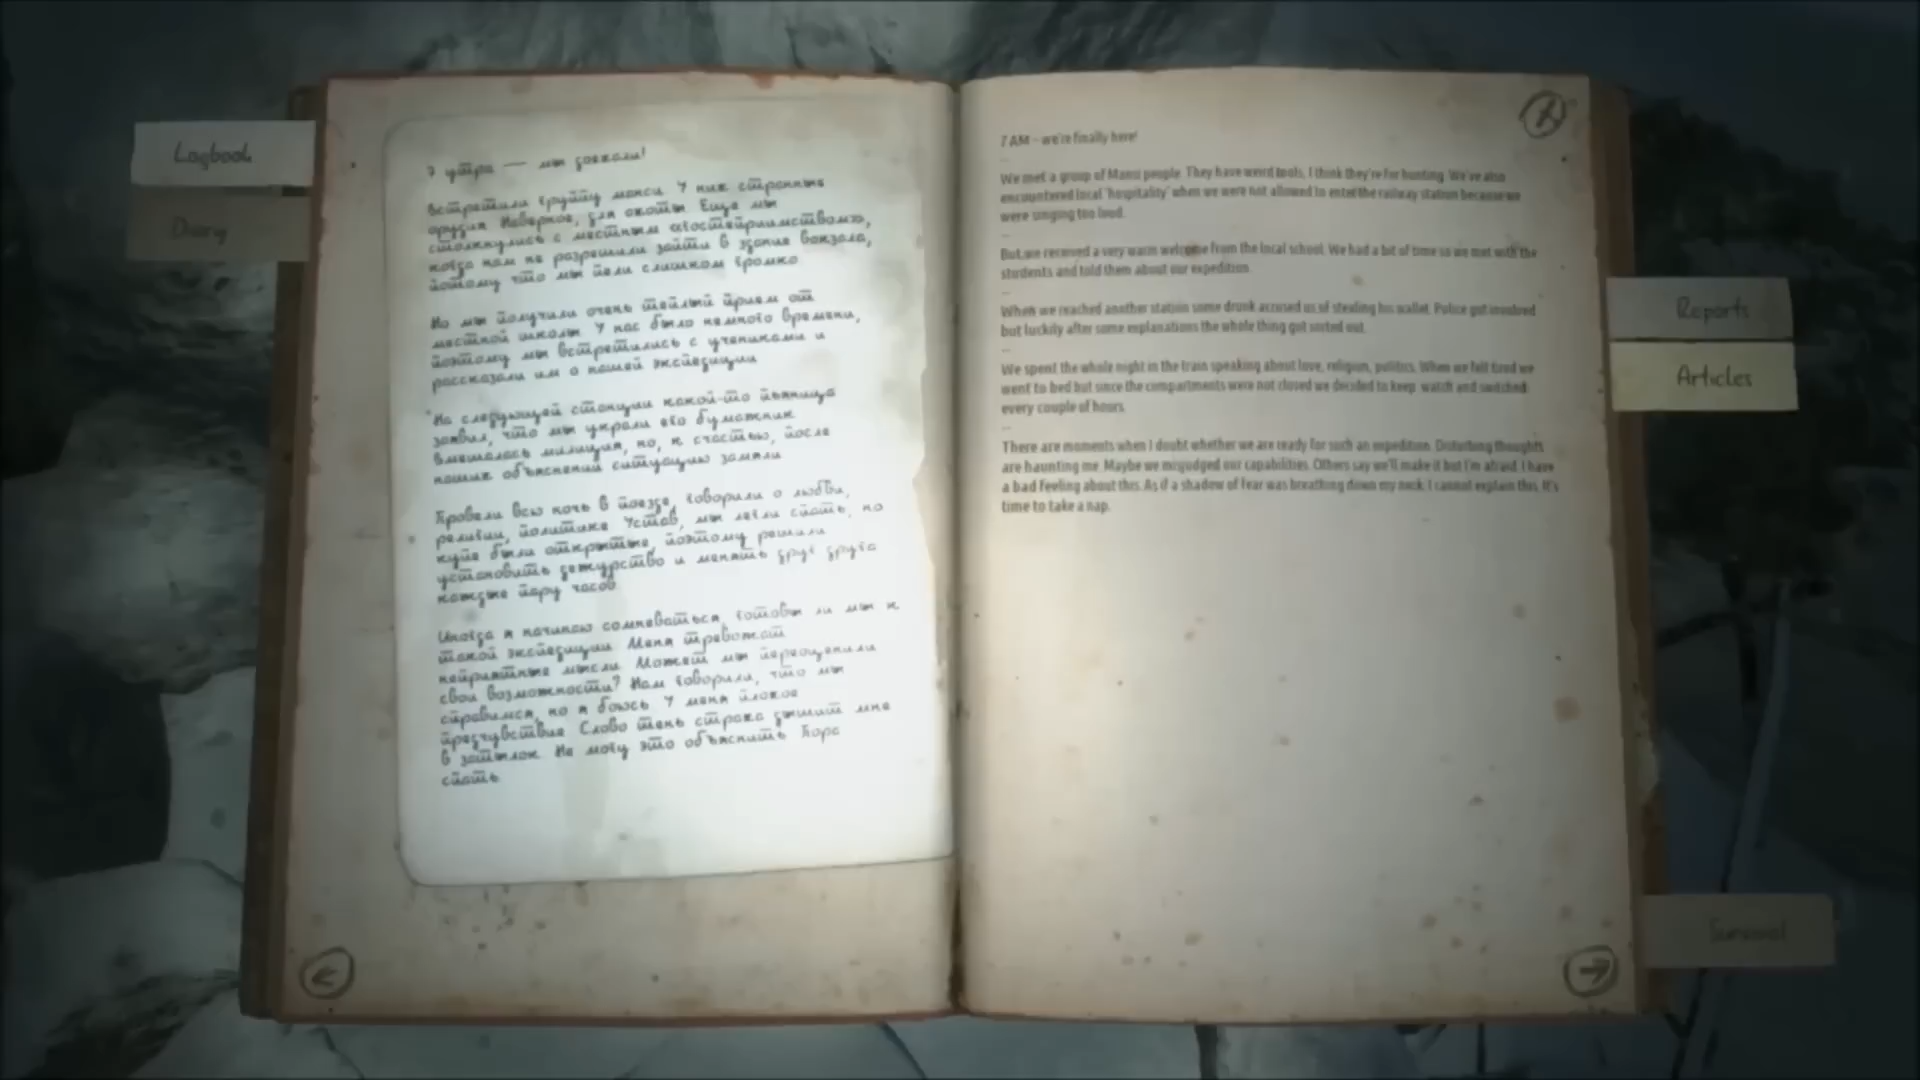 Logbook
Diary
7 утра — мы доехали!
Встретили группу манси У них странные
орудия Наверное, для охоты Еще мы
столкнулись с местным «гостеприимством»,
когда нам не разрешили зайти в здание вокзала,
потому что мы пели слишком громко
Но мы получили очень теплый прием от
местной школы У нас было немного времени,
поэтому мы встретились с учениками и
рассказали им о нашей экспедиции
На следующей станции какой-то пьяница
заявил, что мы украли его бумажник
Вмешалась милиция, но, к счастью, после
наших объяснений ситуацию замяли
Провели всю ночь в поезде, говорили о любви,
религии, политике Устав, мы легли спать, но
купе были открытые, поэтому решили
установить дежурство и менять друг друга
каждые пару часов
Иногда я начинаю сомневаться, готовы ли мы к
такой экспедиции Меня тревожат
неприятные мысли Может мы переоценили
свои возможности? Нам говорили, что мы
справимся, но я боюсь У меня плохое
предчувствие Слово тень страха дышит мне
в затылок Не могу это объяснить Пора
спать
7 AM - we're finally here!
...
We met a group of Mansi people. They have weird tools, I think they're for hunting. We've also
encountered local 'hospitality' when we were not allowed to enter the railway station because we
were singing too loud.
...
But we received a very warm welcome from the local school. We had a bit of time so we met with the
students and told them about our expedition.
...
When we reached another station some drunk accused us of stealing his wallet. Police got involved
but luckily after some explanations the whole thing got sorted out.
...
We spent the whole night in the train speaking about love, religion, politics. When we felt tired we
went to bed but since the compartments were not closed we decided to keep watch and switched
every couple of hours.
...
There are moments when I doubt whether we are ready for such an expedition. Disturbing thoughts
are haunting me. Maybe we misjudged our capabilities. Others say we'll make it but I'm afraid. I have
a bad feeling about this. As if a shadow of fear was breathing down my neck. I cannot explain this. It's
time to take a nap.
Reports
Articles
Survival